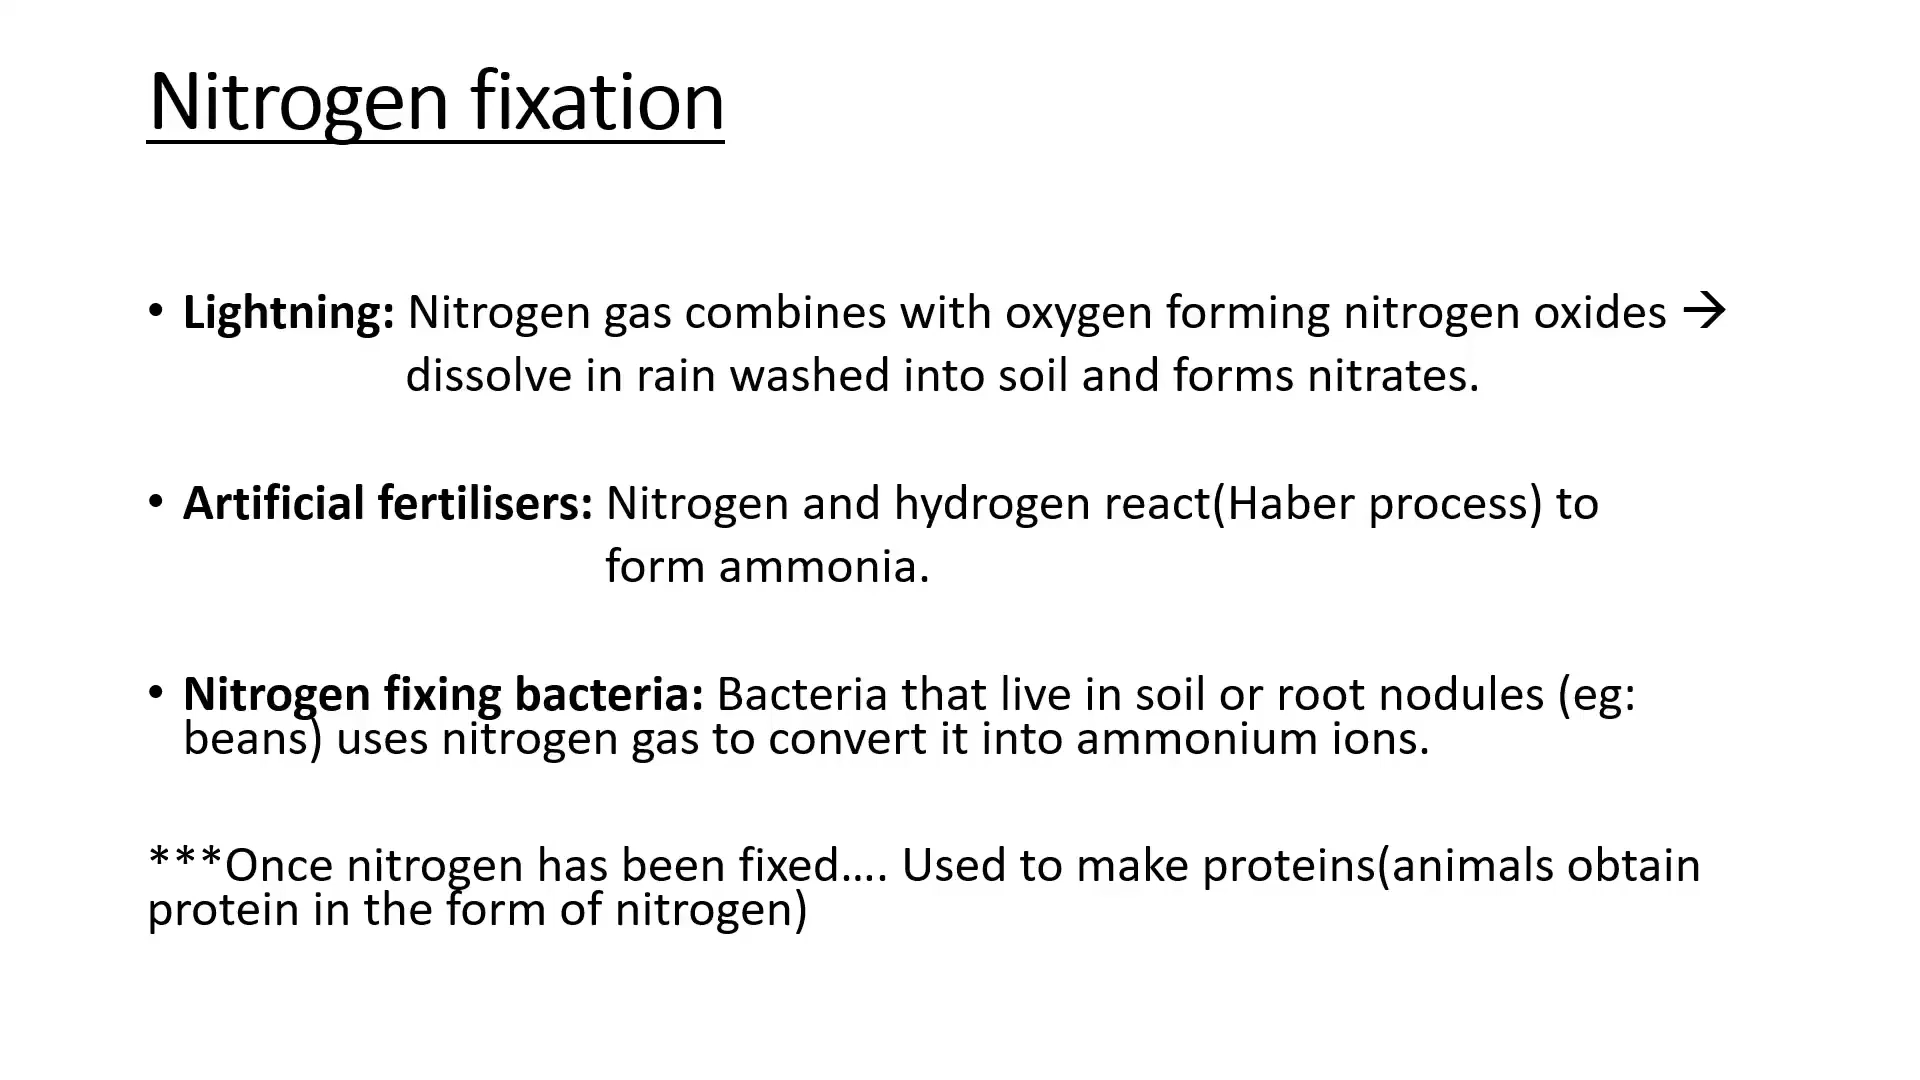 Nitrogen fixation
• Lightning: Nitrogen gas combines with oxygen forming nitrogen oxides →
dissolve in rain washed into soil and forms nitrates.
• Artificial fertilisers: Nitrogen and hydrogen react(Haber process) to
form ammonia.
• Nitrogen fixing bacteria: Bacteria that live in soil or root nodules (eg:
beans) uses nitrogen gas to convert it into ammonium ions.
***Once nitrogen has been fixed…. Used to make proteins(animals obtain
protein in the form of nitrogen)